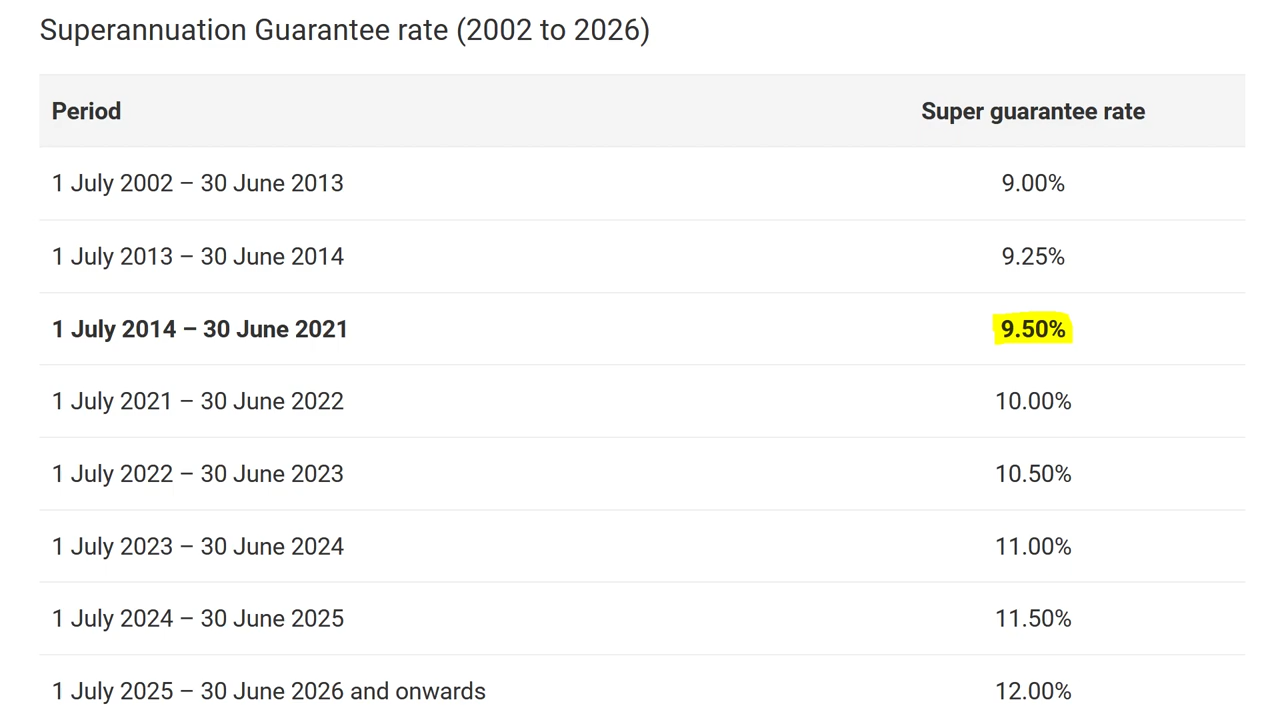 Superannuation Guarantee rate (2002 to 2026)
Period Super guarantee rate
1 July 2002 – 30 June 2013 9.00%
1 July 2013 – 30 June 2014 9.25%
1 July 2014 – 30 June 2021 9.50%
1 July 2021 – 30 June 2022 10.00%
1 July 2022 – 30 June 2023 10.50%
1 July 2023 – 30 June 2024 11.00%
1 July 2024 – 30 June 2025 11.50%
1 July 2025 – 30 June 2026 and onwards 12.00%